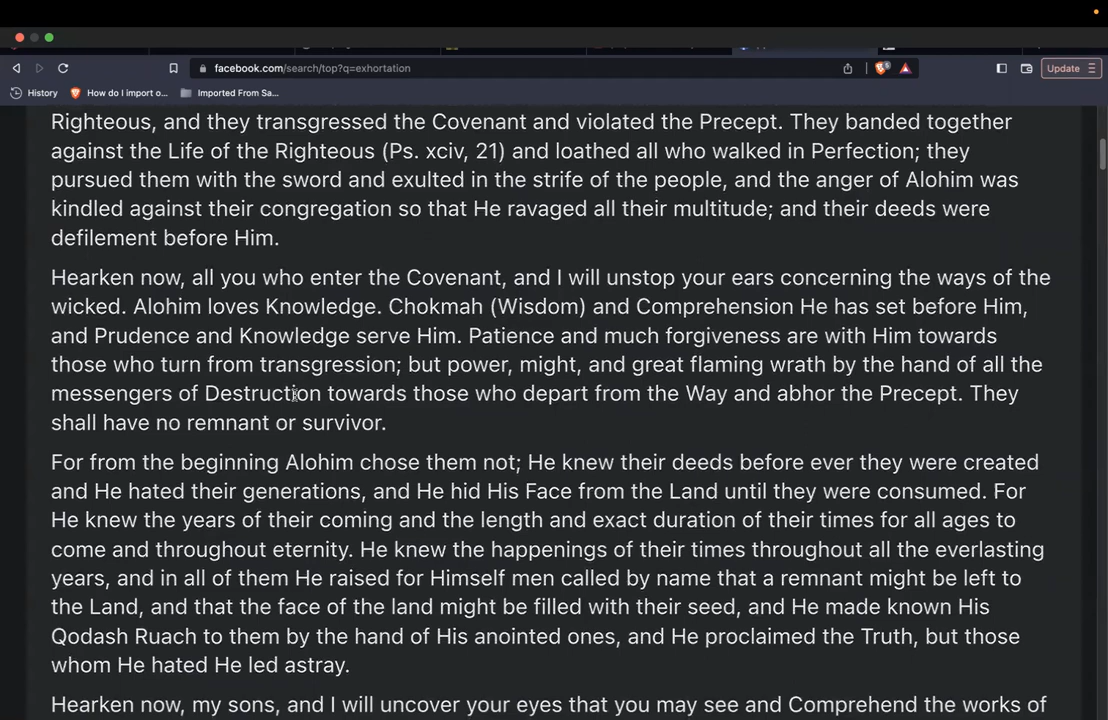 facebook.com/search/top?q=exhortation
Update
History
How do I import o...
Imported From Sa...
Righteous, and they transgressed the Covenant and violated the Precept. They banded together
against the Life of the Righteous (Ps. xciv, 21) and loathed all who walked in Perfection; they
pursued them with the sword and exulted in the strife of the people, and the anger of Alohim was
kindled against their congregation so that He ravaged all their multitude; and their deeds were
defilement before Him.
Hearken now, all you who enter the Covenant, and I will unstop your ears concerning the ways of the
wicked. Alohim loves Knowledge. Chokmah (Wisdom) and Comprehension He has set before Him,
and Prudence and Knowledge serve Him. Patience and much forgiveness are with Him towards
those who turn from transgression; but power, might, and great flaming wrath by the hand of all the
messengers of Destruction towards those who depart from the Way and abhor the Precept. They
shall have no remnant or survivor.
For from the beginning Alohim chose them not; He knew their deeds before ever they were created
and He hated their generations, and He hid His Face from the Land until they were consumed. For
He knew the years of their coming and the length and exact duration of their times for all ages to
come and throughout eternity. He knew the happenings of their times throughout all the everlasting
years, and in all of them He raised for Himself men called by name that a remnant might be left to
the Land, and that the face of the land might be filled with their seed, and He made known His
Qodash Ruach to them by the hand of His anointed ones, and He proclaimed the Truth, but those
whom He hated He led astray.
Hearken now, my sons, and I will uncover your eyes that you may see and Comprehend the works of